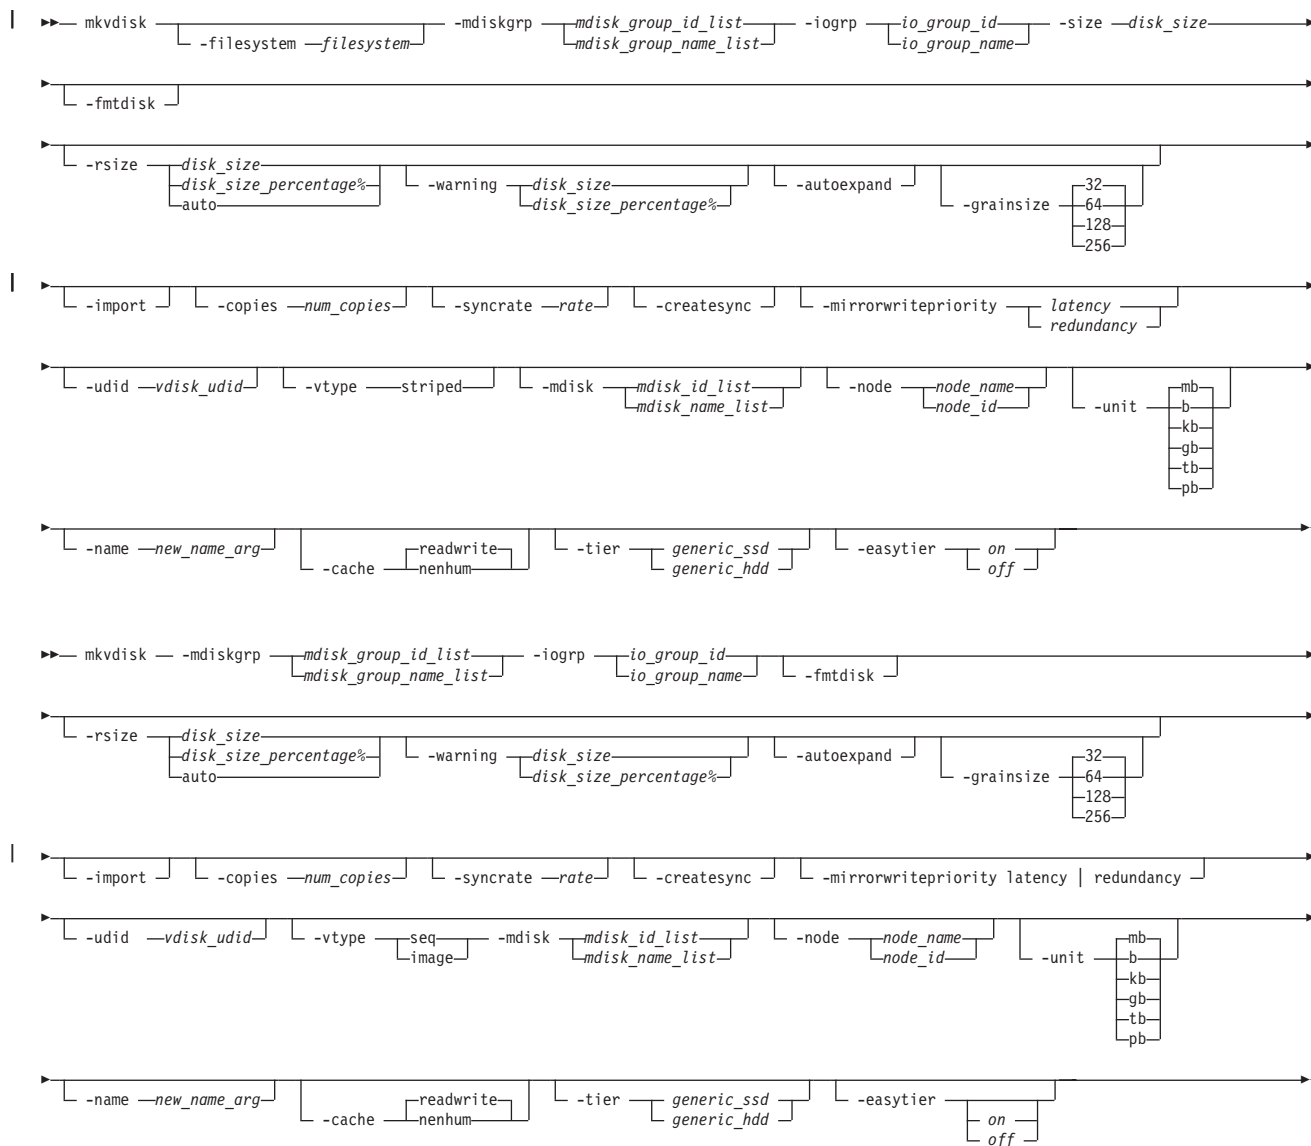 mkvdisk -mdiskgrp mdisk_group_id_list -iogrp io_group_id -size disk_size
-filesystem filesystem mdisk_group_name_list io_group_name
-fmtdisk
-rsize disk_size
disk_size_percentage% -warning disk_size -autoexpand 32
auto disk_size_percentage% -grainsize 64
128
256
-import -copies num_copies -syncrate rate -createsync -mirrorwritepriority latency
redundancy
-udid vdisk_udid -vtype striped -mdisk mdisk_id_list -node node_name mb
mdisk_name_list node_id -unit b
kb
gb
tb
pb
-name new_name_arg readwrite -tier generic_ssd -easytier on
-cache nenhum generic_hdd off
mkvdisk -mdiskgrp mdisk_group_id_list -iogrp io_group_id
mdisk_group_name_list io_group_name -fmtdisk
-rsize disk_size
disk_size_percentage% -warning disk_size -autoexpand 32
auto disk_size_percentage% -grainsize 64
128
256
-import -copies num_copies -syncrate rate -createsync -mirrorwritepriority latency | redundancy
-udid vdisk_udid -vtype seq -mdisk mdisk_id_list -node node_name mb
image mdisk_name_list node_id -unit b
kb
gb
tb
pb
-name new_name_arg readwrite -tier generic_ssd -easytier
-cache nenhum generic_hdd on
off